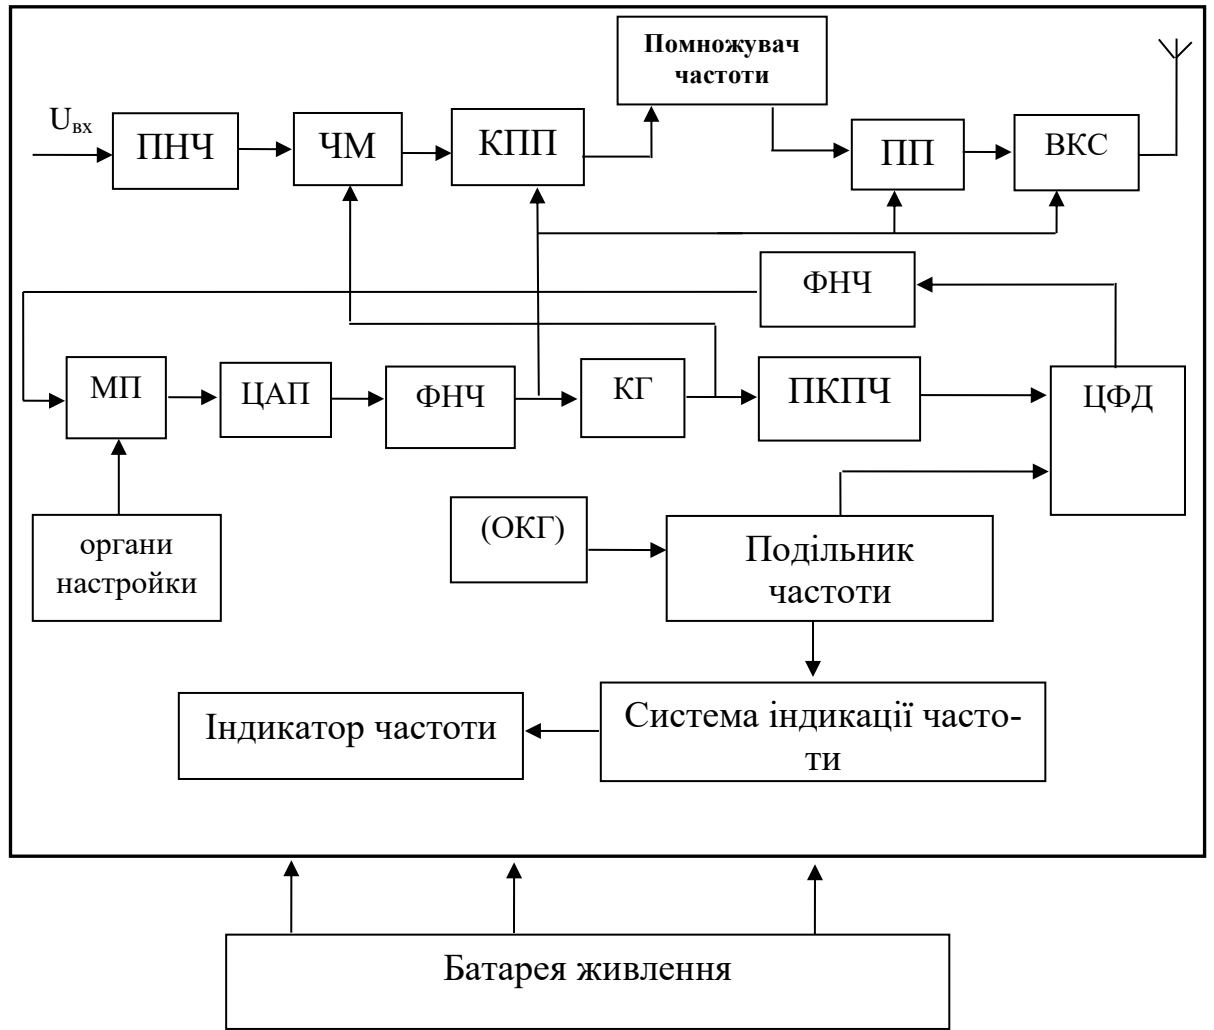 Помножувач
частоти
Uвх
ПНЧ
ЧМ
КПП
ПП
ВКС
ФНЧ
МП
ЦАП
ФНЧ
КГ
ПКПЧ
ЦФД
органи
настройки
(ОКГ)
Подільник
частоти
Індикатор частоти
Система індикації часто-
ти
Батарея живлення